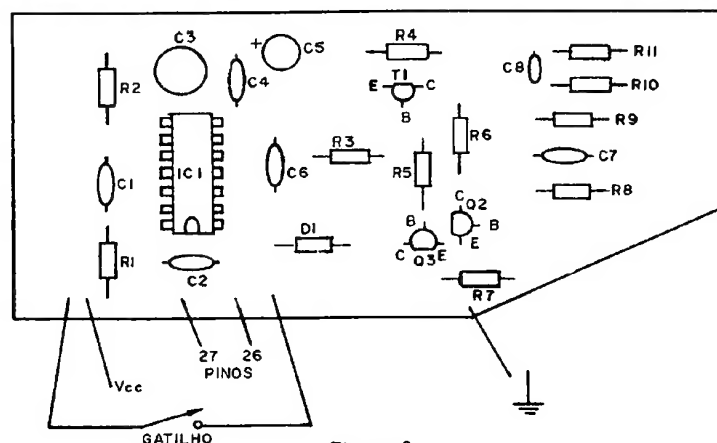 R4
C3
+
C5
R11
R2
C4
C8
T1
E
C
R10
B
R9
IC1
R6
R3
C1
C6
R5
C7
C
Q2
R8
B
B
D1
E
R1
C
Q3
E
C2
R7
27
26
Vcc
PINOS
GATILHO